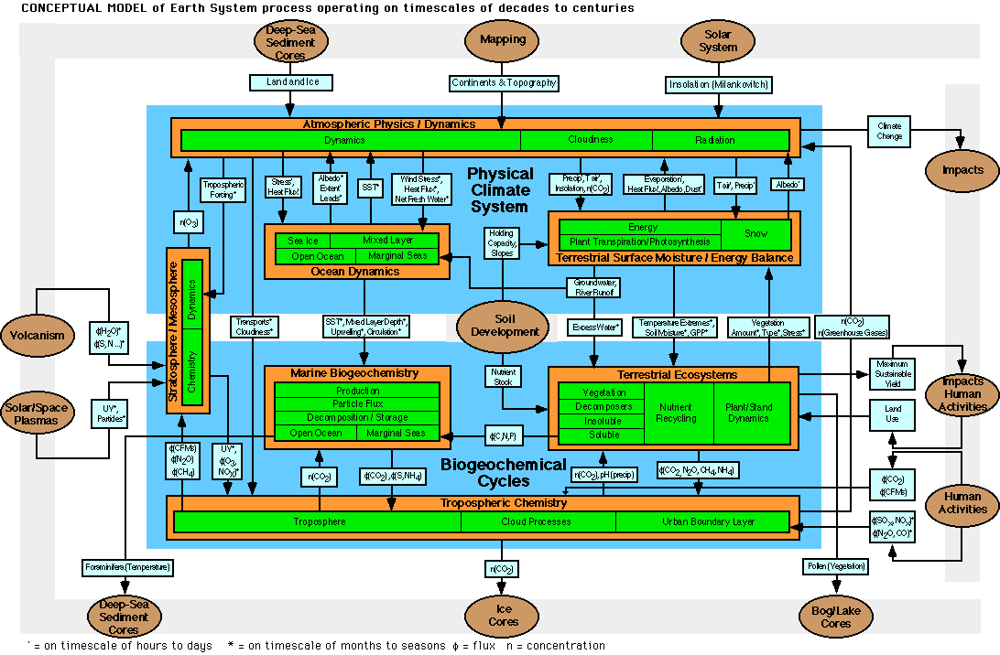 CONCEPTUAL MODEL of Earth System process operating on timescales of decades to centuries
Deep-Sea
Sediment
Cores
Mapping
Solar
System
Land and Ice
Continents & Topography
Insolation (Milankovitch)
Atmospheric Physics / Dynamics
Dynamics
Cloudiness
Radiation
Climate
Change
Impacts
Tropospheric
Forcing*
Stress',
Heat Flux'
Albedo*
Extent'
Leads*
SST*
Wind Stress*,
Heat Flux*,
Net Fresh Water*
Physical
Climate
System
Precip', Tair',
Insolation, n(CO2)
Evaporation',
Heat Flux', Albedo, Dust'
Tair', Precip'
Albedo'
n(O3)
Sea Ice
Mixed Layer
Open Ocean
Marginal Seas
Ocean Dynamics
Holding
Capacity,
Slopes
Energy
Plant Transpiration/Photosynthesis
Snow
Terrestrial Surface Moisture / Energy Balance
Stratosphere / Mesosphere
Dynamics
Chemistry
Groundwater,
River Runoff
Volcanism
ϕ(H2O)*
ϕ(S, N...)*
Transports*
Cloudiness*
SST*, Mixed Layer Depth*,
Upwelling*, Circulation*
Soil
Development
Excess Water*
Temperature Extremes*,
Soil Moisture*, GPP*
Vegetation
Amount*, Type*, Stress*
n(CO2)
n(Greenhouse Gases)
Solar/Space
Plasmas
UV*,
Particles*
Marine Biogeochemistry
Production
Particle Flux
Decomposition / Storage
Open Ocean
Marginal Seas
Nutrient
Stock
Terrestrial Ecosystems
Vegetation
Decomposers
Insoluble
Soluble
Nutrient
Recycling
Plant/Stand
Dynamics
Maximum
Sustainable
Yield
Impacts
Human
Activities
Land
Use
ϕ(C,N,P)
ϕ(CFMs)
ϕ(N2O)
ϕ(CH4)
UV*,
ϕ(O3,
NOX)*
n(CO2)
ϕ(CO2), ϕ(S,NH4)
Biogeochemical
Cycles
n(CO2), pH (precip)
ϕ(CO2, N2O, CH4, NH4)
ϕ(CO2)
ϕ(CFMs)
Human
Activities
Tropospheric Chemistry
Troposphere
Cloud Processes
Urban Boundary Layer
ϕ(SOx, NOx)*
ϕ(N2O, CO)*
Foraminifera (Temperature)
n(CO2)
Pollen (Vegetation)
Deep-Sea
Sediment
Cores
Ice
Cores
Bog/Lake
Cores
' = on timescale of hours to days * = on timescale of months to seasons ϕ = flux n = concentration